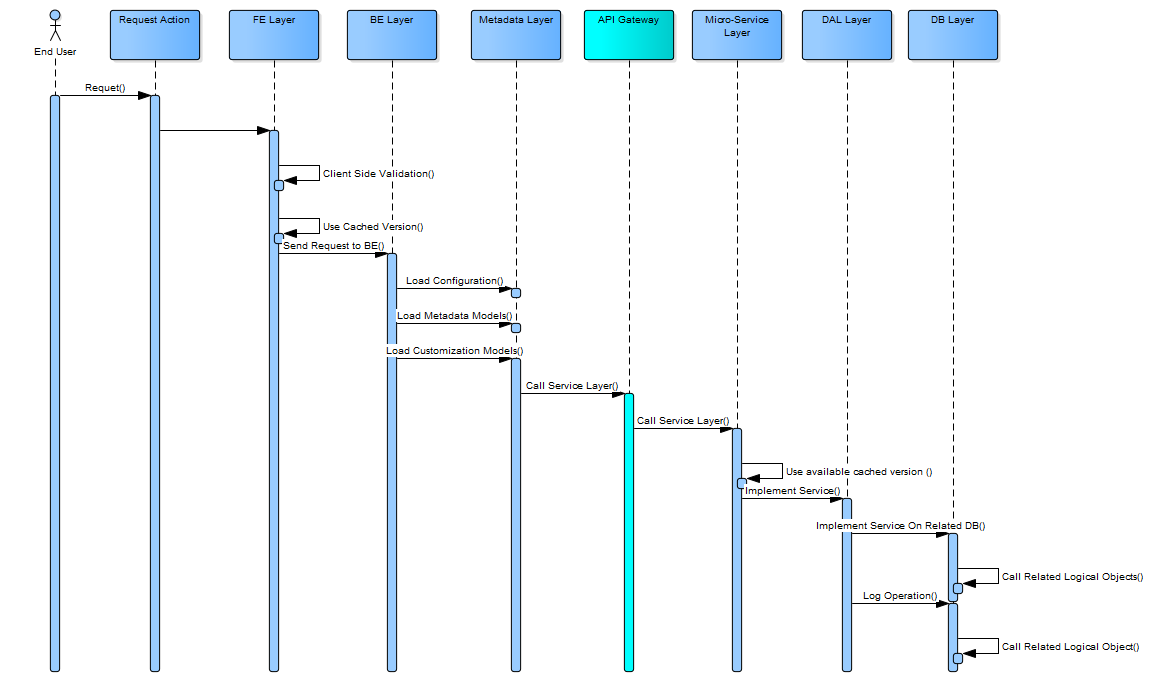 End User
Request Action
FE Layer
BE Layer
Metadata Layer
API Gateway
Micro-Service
Layer
DAL Layer
DB Layer
Requet()
Client Side Validation()
Use Cached Version()
Send Request to BE()
Load Configuration()
Load Metadata Models()
Load Customization Models()
Call Service Layer()
Call Service Layer()
Use available cached version ()
Implement Service()
Implement Service On Related DB()
Call Related Logical Objects()
Log Operation()
Call Related Logical Object()